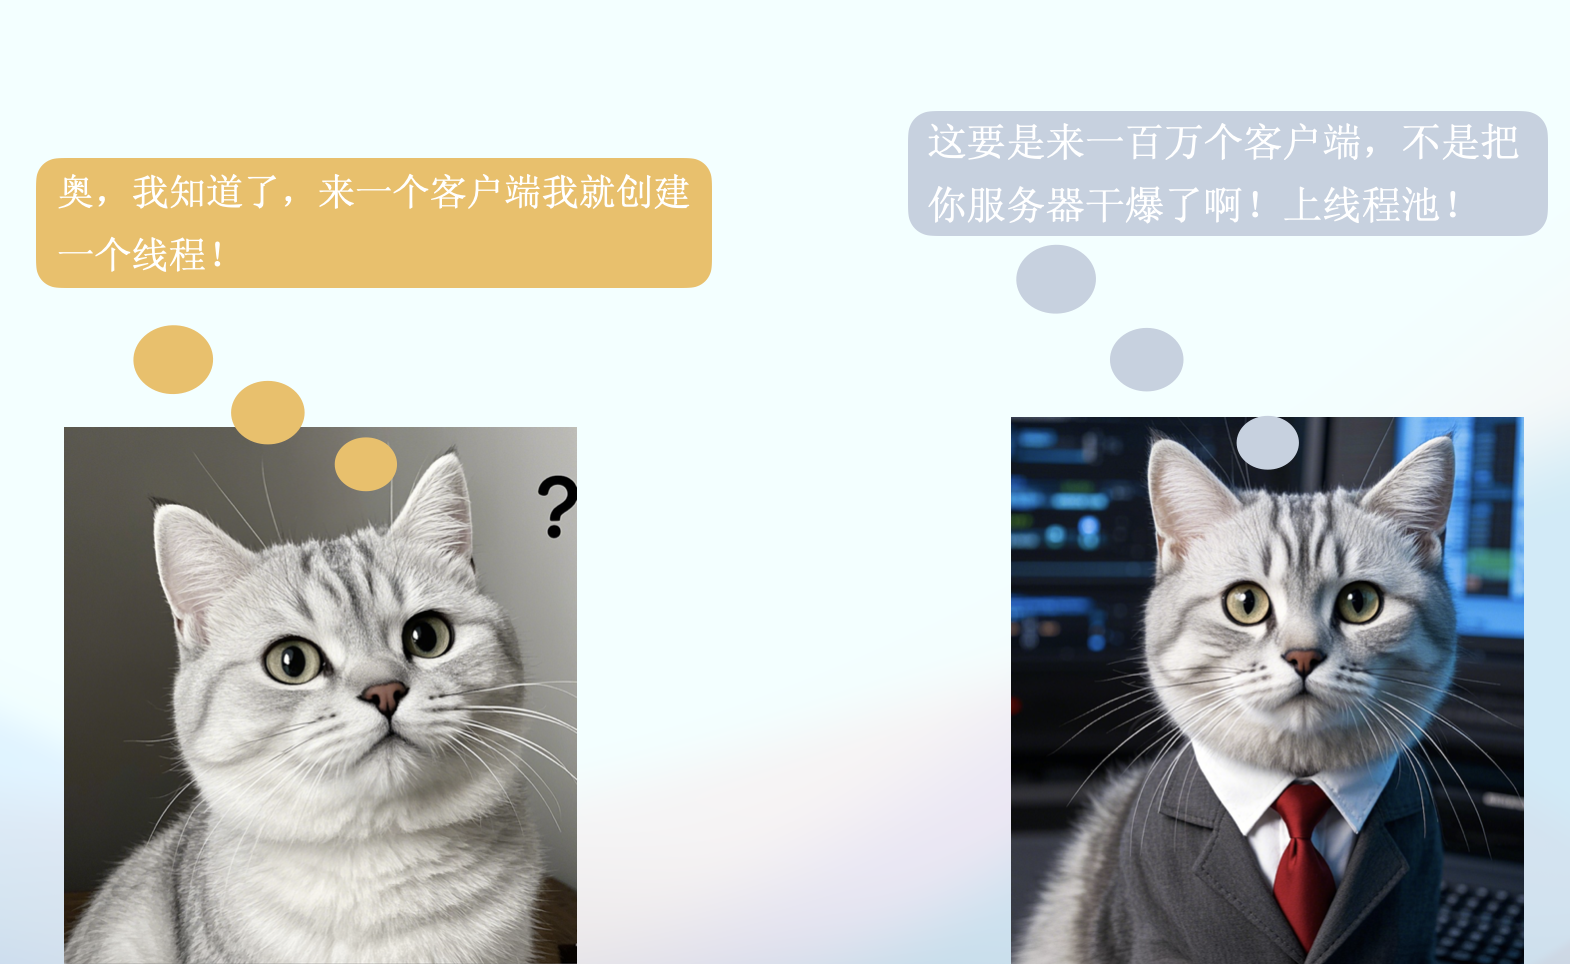 奥，我知道了，来一个客户端我就创建
一个线程！
这要是来一百万个客户端，不是把
你服务器干爆了啊！上线程池！
?